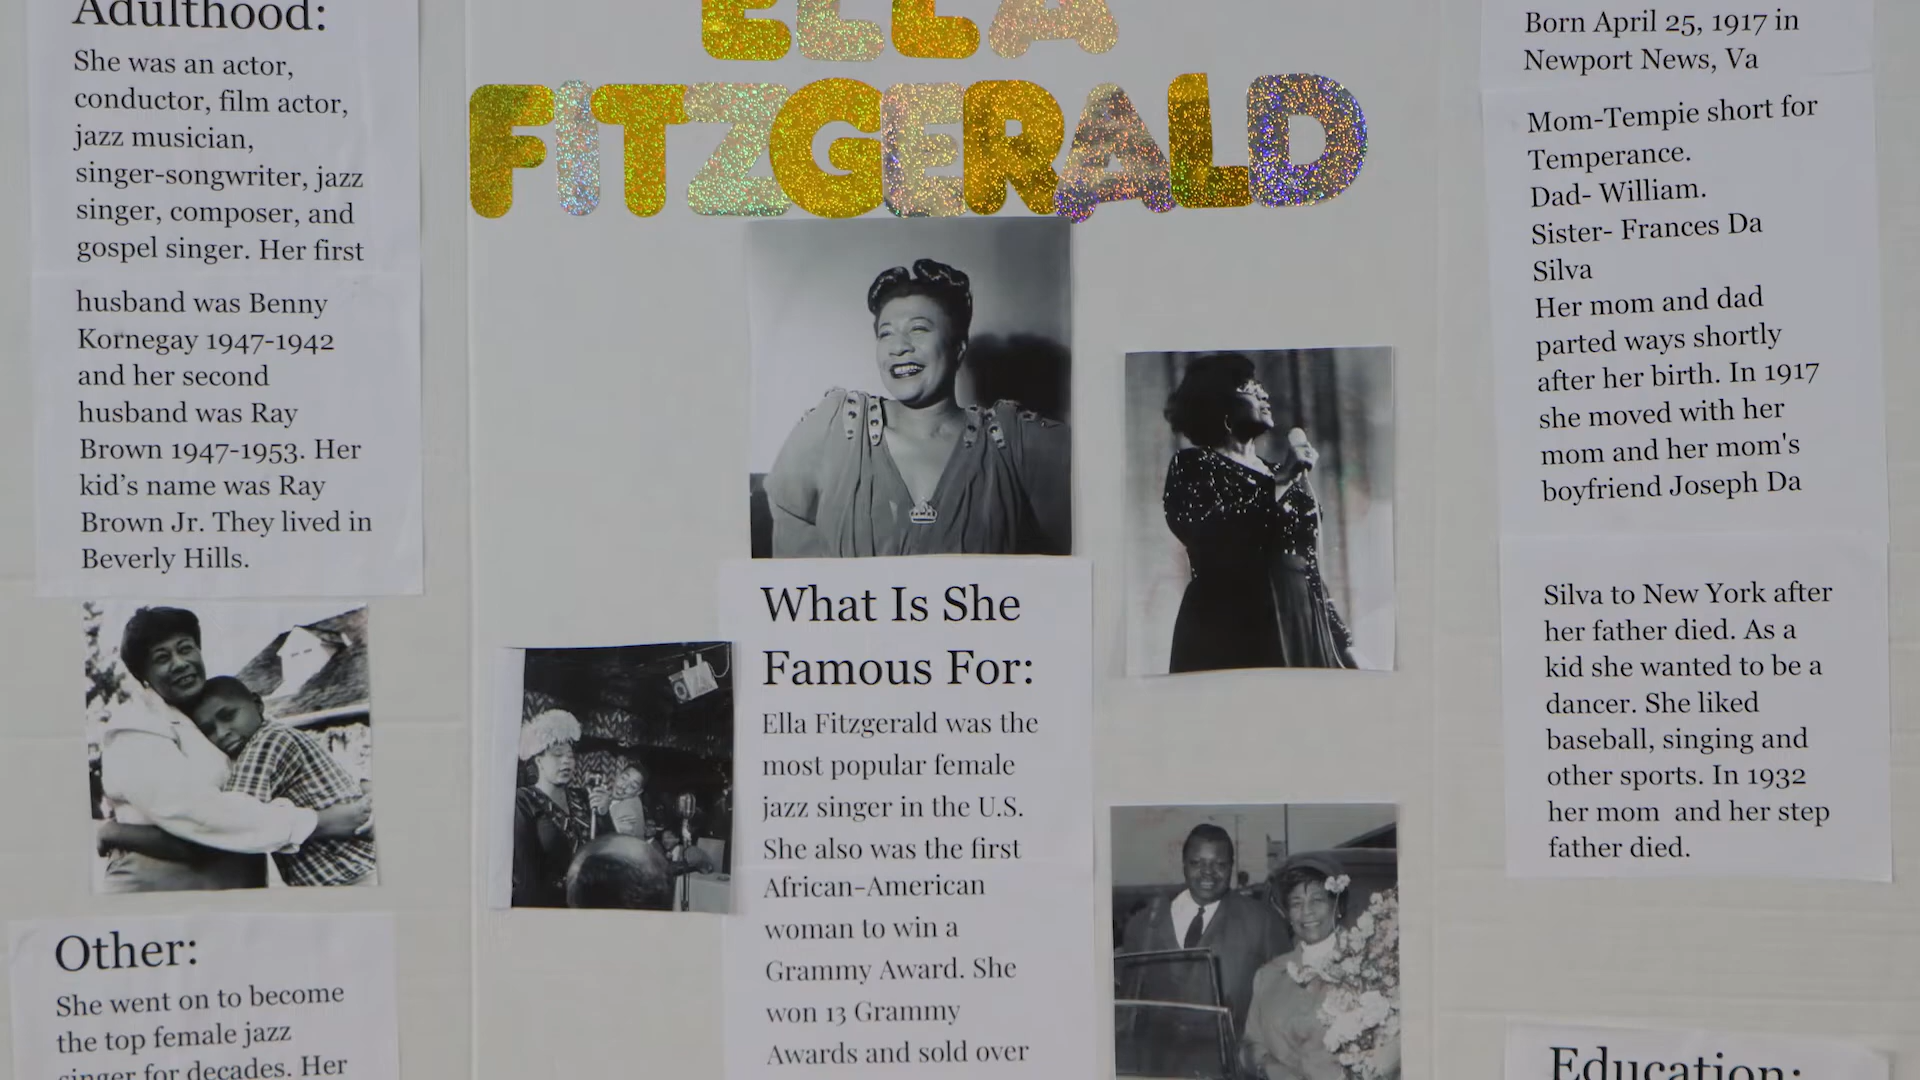 Adulthood:
She was an actor,
conductor, film actor,
jazz musician,
singer-songwriter, jazz
singer, composer, and
gospel singer. Her first
husband was Benny
Kornegay 1947-1942
and her second
husband was Ray
Brown 1947-1953. Her
kid's name was Ray
Brown Jr. They lived in
Beverly Hills.
Other:
She went on to become
the top female jazz
singer for decades. Her
ELLA
FITZGERALD
What Is She
Famous For:
Ella Fitzgerald was the
most popular female
jazz singer in the U.S.
She also was the first
African-American
woman to win a
Grammy Award. She
won 13 Grammy
Awards and sold over
Born April 25, 1917 in
Newport News, Va
Mom-Tempie short for
Temperance.
Dad- William.
Sister- Frances Da
Silva
Her mom and dad
parted ways shortly
after her birth. In 1917
she moved with her
mom and her mom's
boyfriend Joseph Da
Silva to New York after
her father died. As a
kid she wanted to be a
dancer. She liked
baseball, singing and
other sports. In 1932
her mom and her step
father died.
Education: